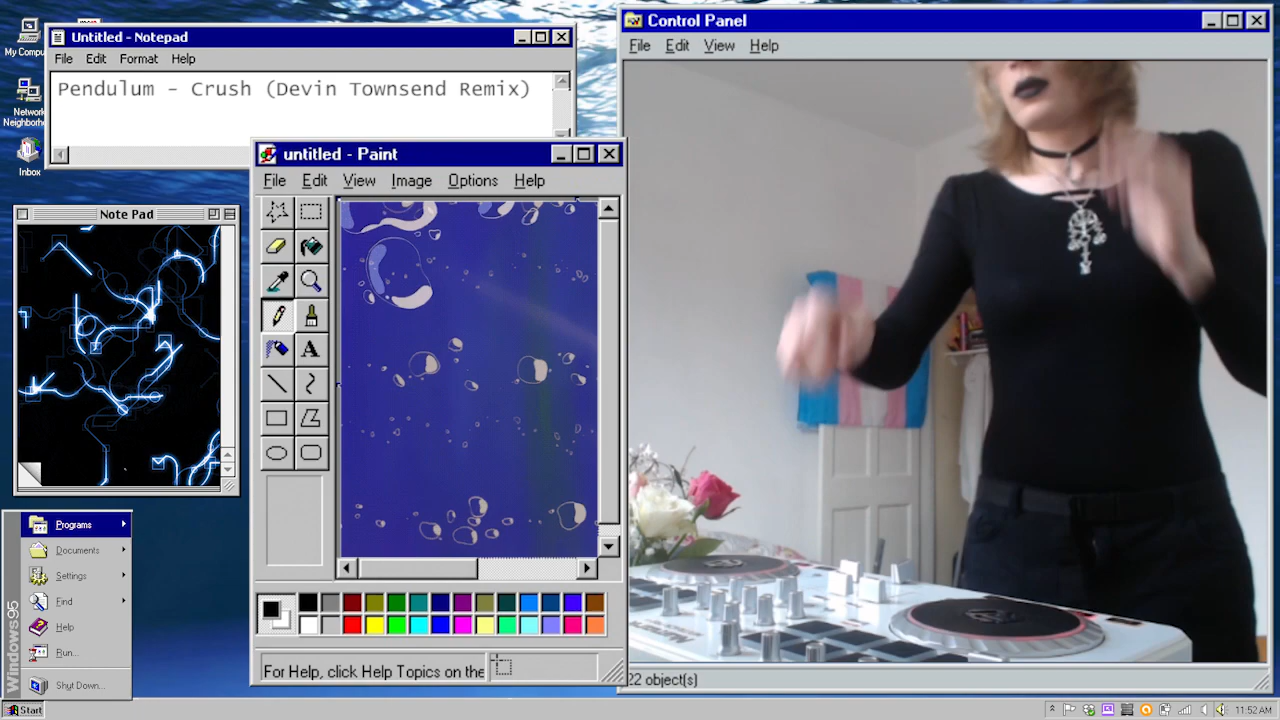 My Compu
Network
Neighborho
Inbox
Untitled - Notepad
File Edit Format Help
Pendulum - Crush (Devin Townsend Remix)
untitled - Paint
File Edit View Image Options Help
A
For Help, click Help Topics on the
Note Pad
Control Panel
File Edit View Help
22 object(s)
Programs
Documents
Settings
Find
Help
Run...
Shut Down...
Windows95
Start
11:52 AM